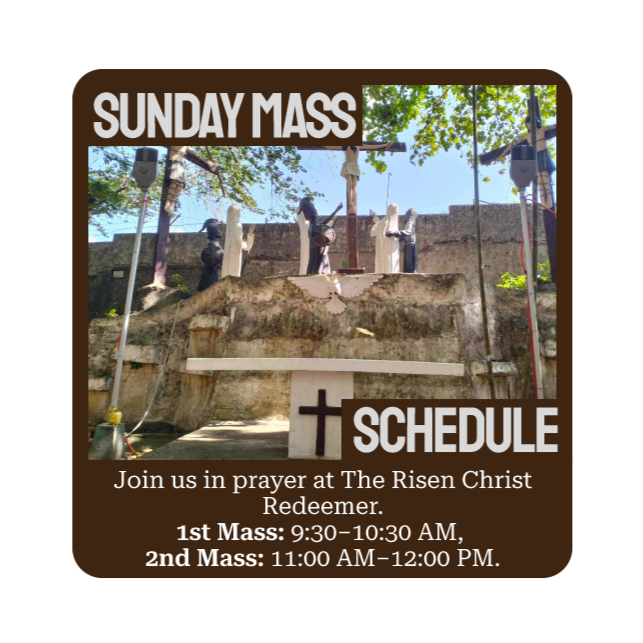 SUNDAY MASS
SCHEDULE
Join us in prayer at The Risen Christ
Redeemer.
1st Mass: 9:30–10:30 AM,
2nd Mass: 11:00 AM–12:00 PM.